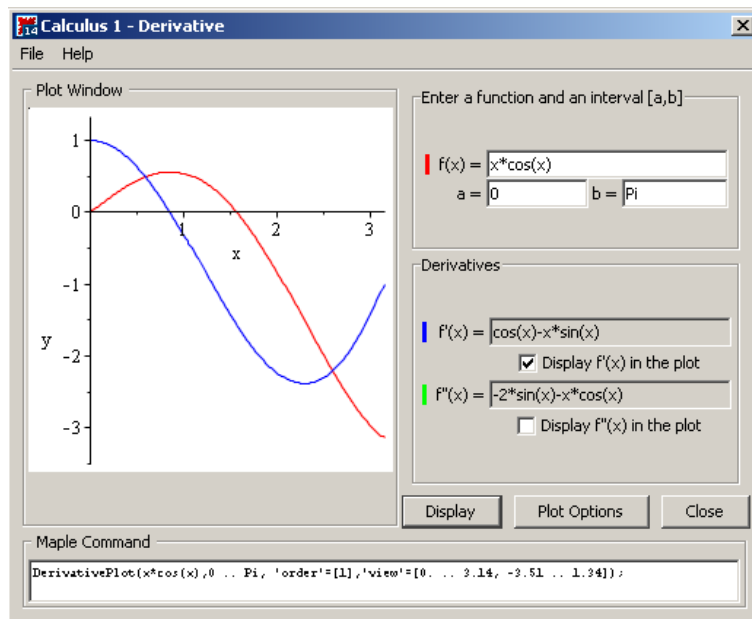 14 Calculus 1 - Derivative
File Help
Plot Window
1
0
1
2
3
x
-1
y
-2
-3
Enter a function and an interval [a,b]
f(x) = x*cos(x)
a = 0 b = Pi
Derivatives
f'(x) = cos(x)-x*sin(x)
Display f'(x) in the plot
f''(x) = -2*sin(x)-x*cos(x)
Display f''(x) in the plot
Display Plot Options Close
Maple Command
DerivativePlot(x*cos(x),0 .. Pi, 'order'=[1],'view'=[0. .. 3.14, -3.51 .. 1.34]);